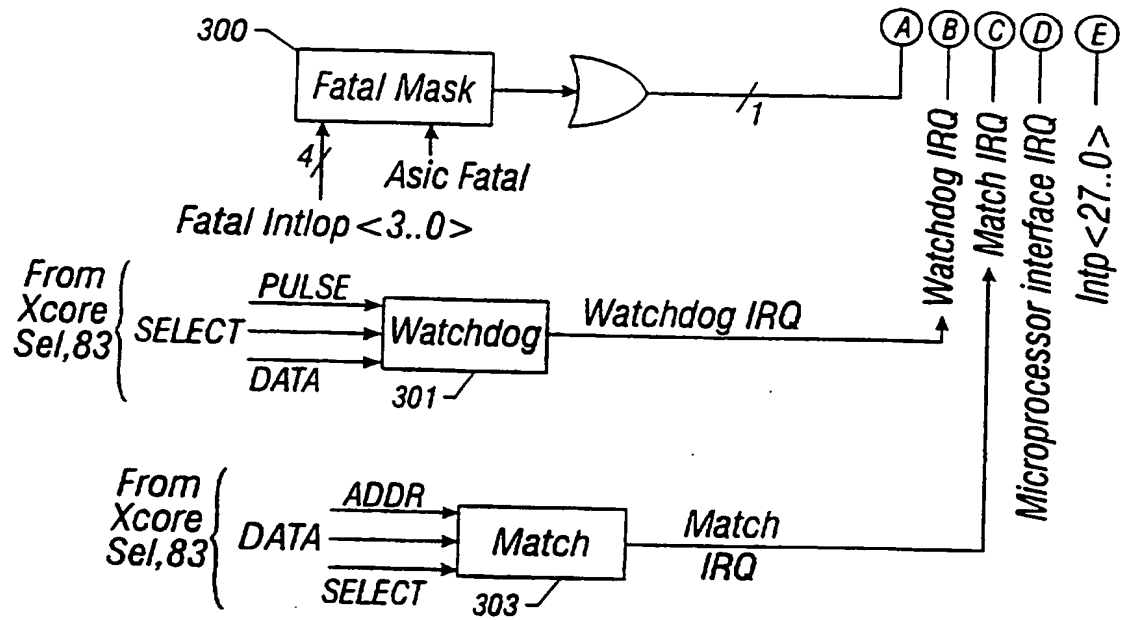 300
Fatal Mask
4
Asic Fatal
Fatal Intlop <3..0>
1
A B C D E
Watchdog IRQ
Match IRQ
Microprocessor interface IRQ
Intp<27..0>
From
Xcore
Sel,83
PULSE
SELECT
DATA
Watchdog
301
Watchdog IRQ
From
Xcore
Sel,83
ADDR
DATA
SELECT
Match
303
Match
IRQ